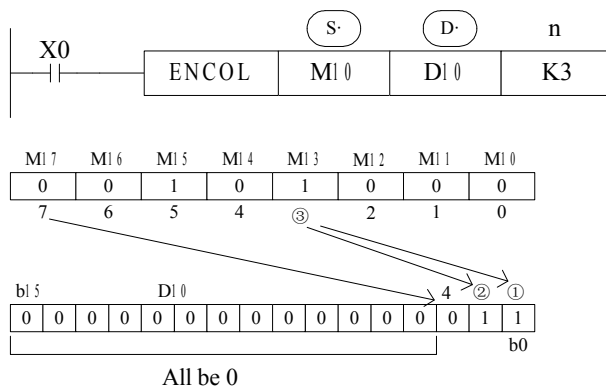 S· D· n
X0
ENCOL M10 D10 K3
M17 M16 M15 M14 M13 M12 M11 M10
0 0 1 0 1 0 0 0
7 6 5 4 ③ 2 1 0
4 ② ①
b15 D10
0 0 0 0 0 0 0 0 0 0 0 0 0 0 1 1
b0
All be 0